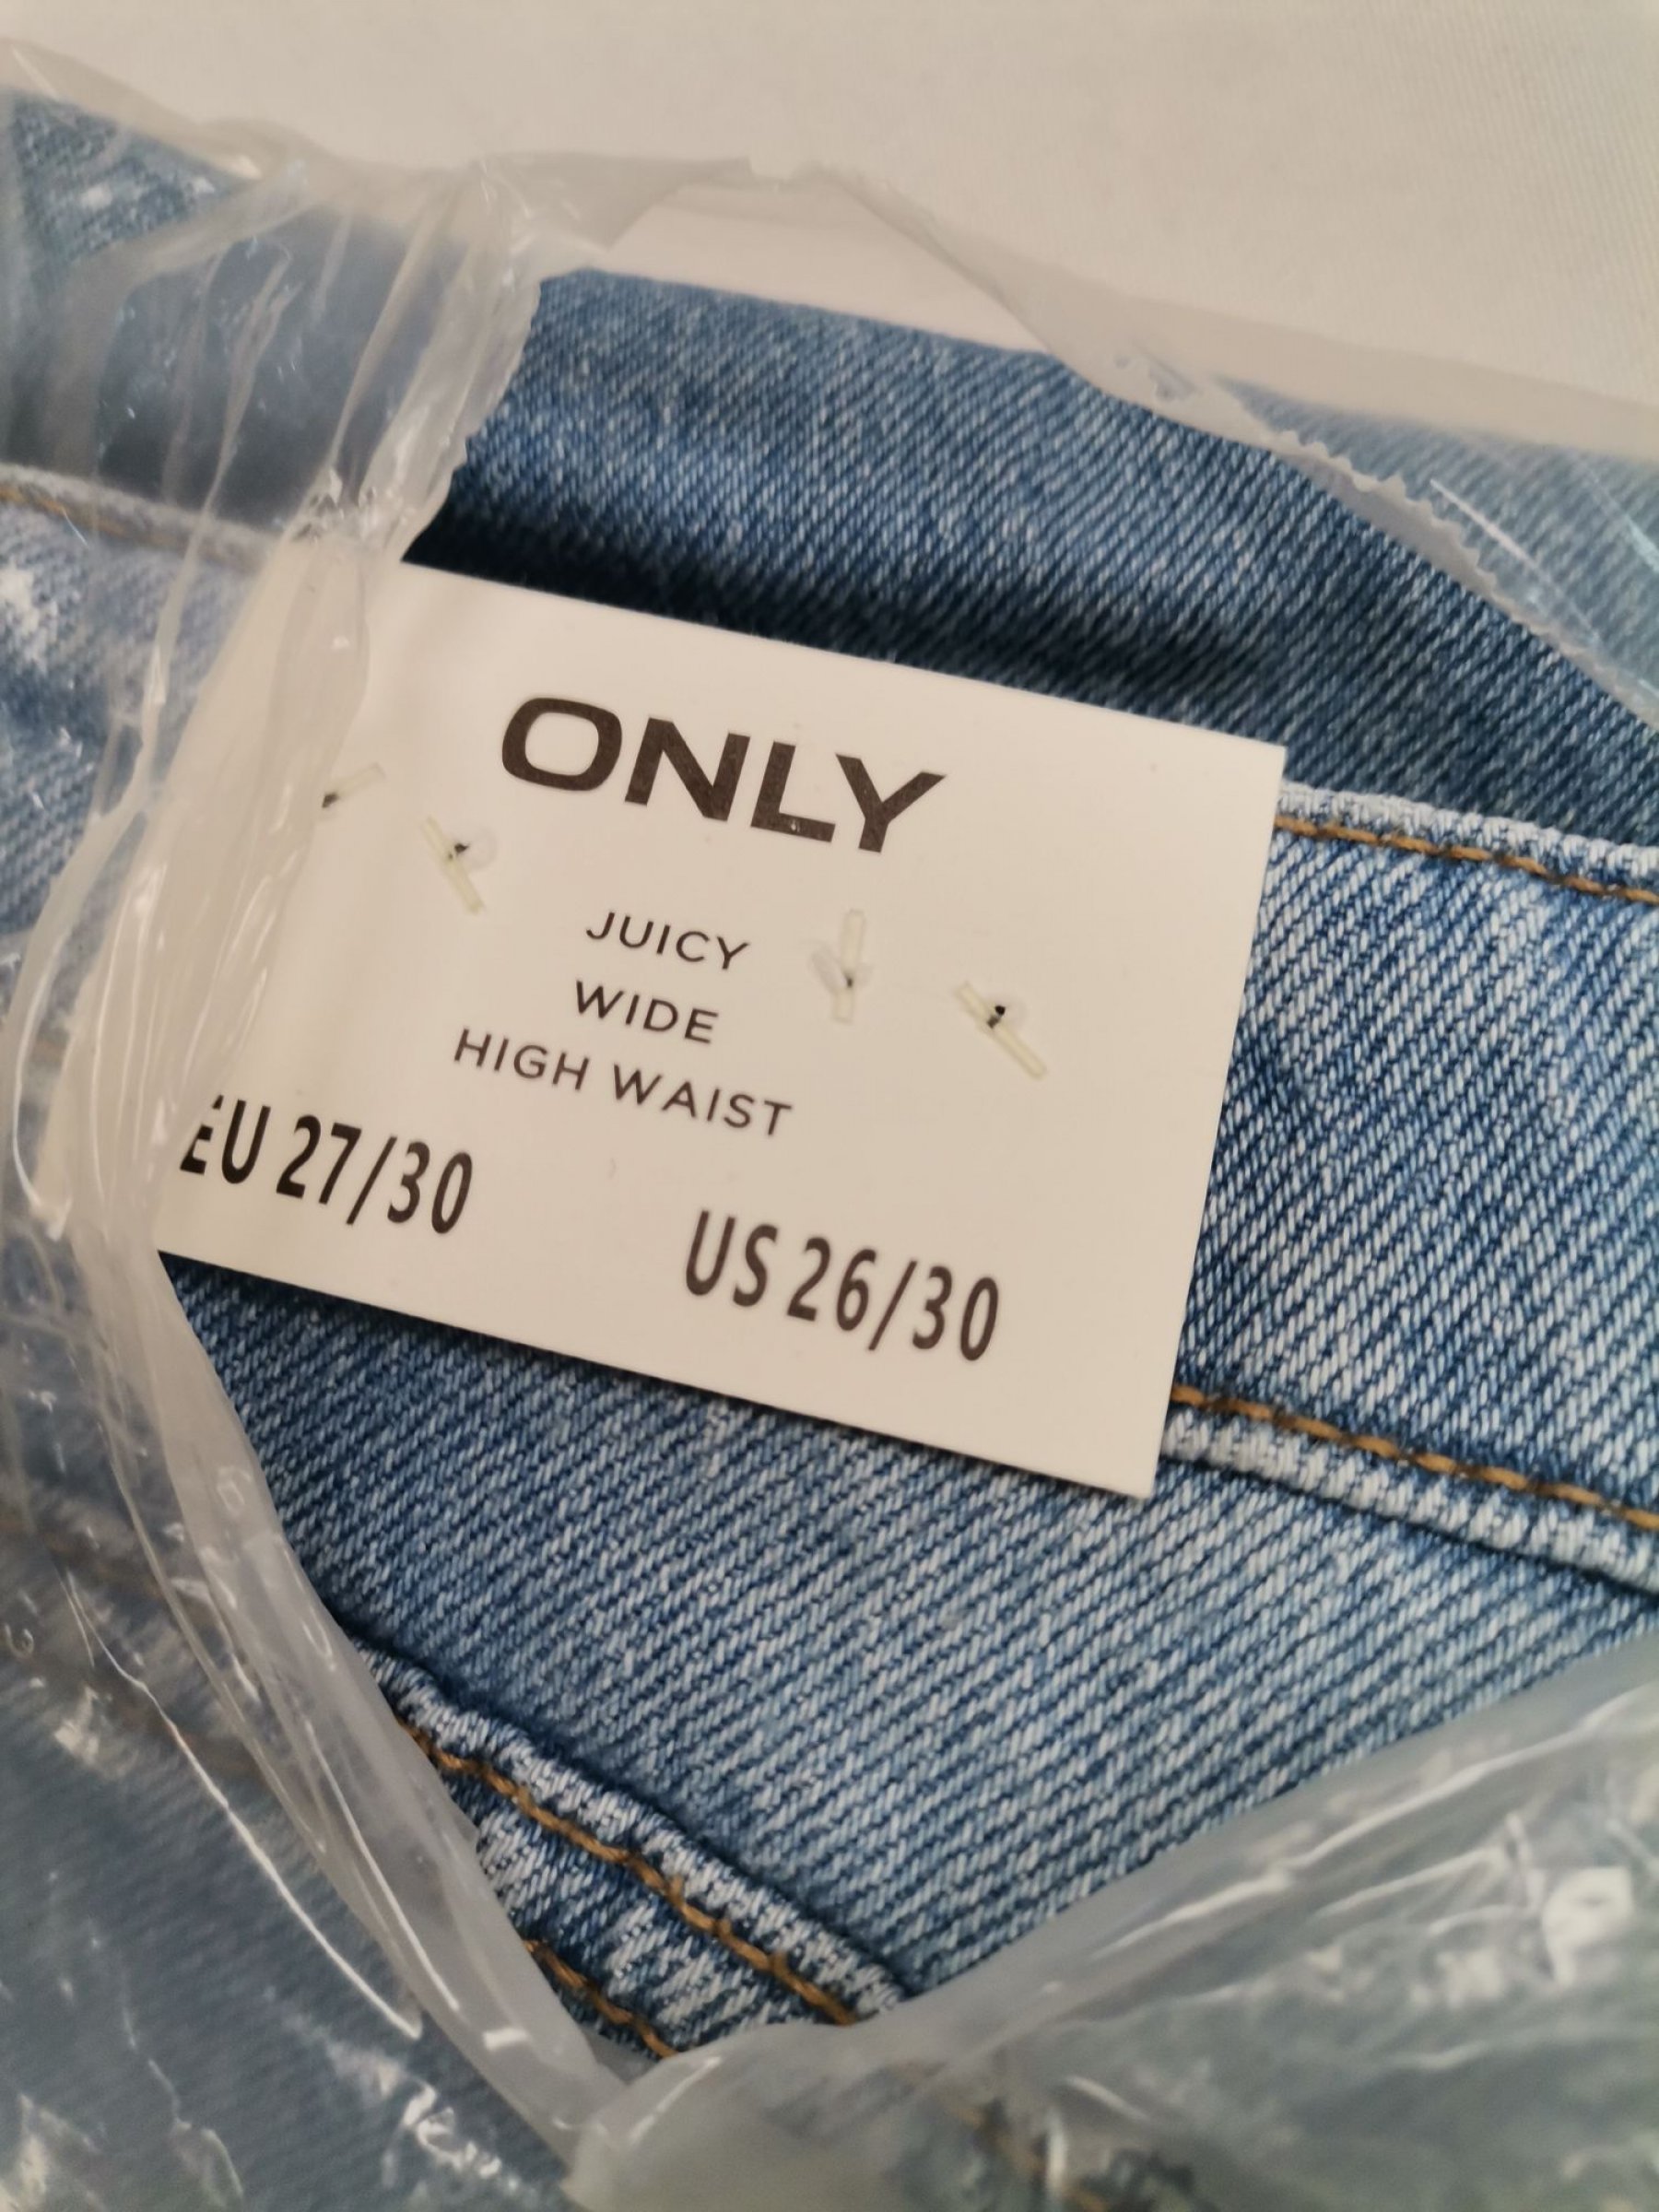 ONLY
JUICY
WIDE
HIGH WAIST
EU 27/30
US 26/30